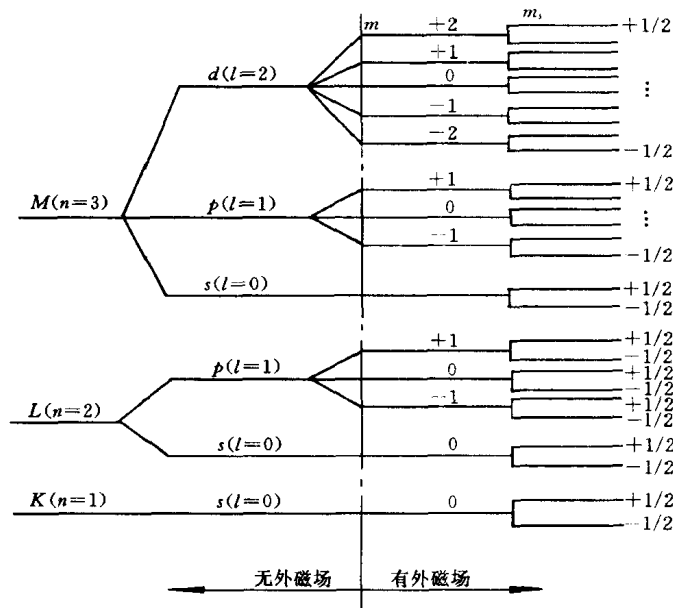 m m_s
+2 +1/2
+1
d(l=2) 0 ⋮
-1
-2 -1/2
+1 +1/2
M(n=3) p(l=1) 0 ⋮
-1 -1/2
s(l=0) +1/2
-1/2
+1 +1/2
-1/2
p(l=1) 0 +1/2
-1/2
-1 +1/2
L(n=2) -1/2
s(l=0) 0 +1/2
-1/2
K(n=1) s(l=0) 0 +1/2
-1/2
无外磁场 有外磁场